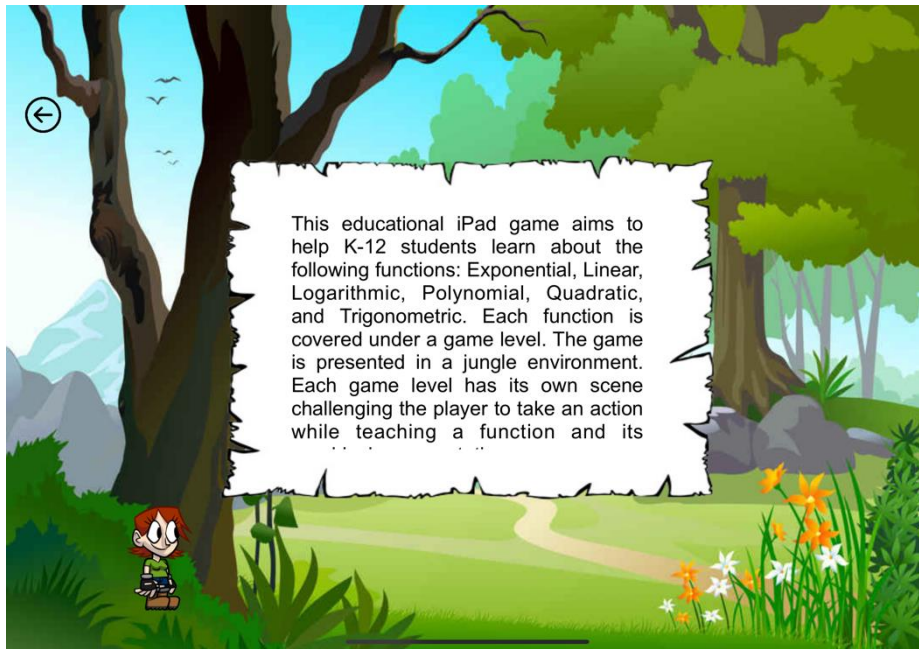 This educational iPad game aims to
help K-12 students learn about the
following functions: Exponential, Linear,
Logarithmic, Polynomial, Quadratic,
and Trigonometric. Each function is
covered under a game level. The game
is presented in a jungle environment.
Each game level has its own scene
challenging the player to take an action
while teaching a function and its